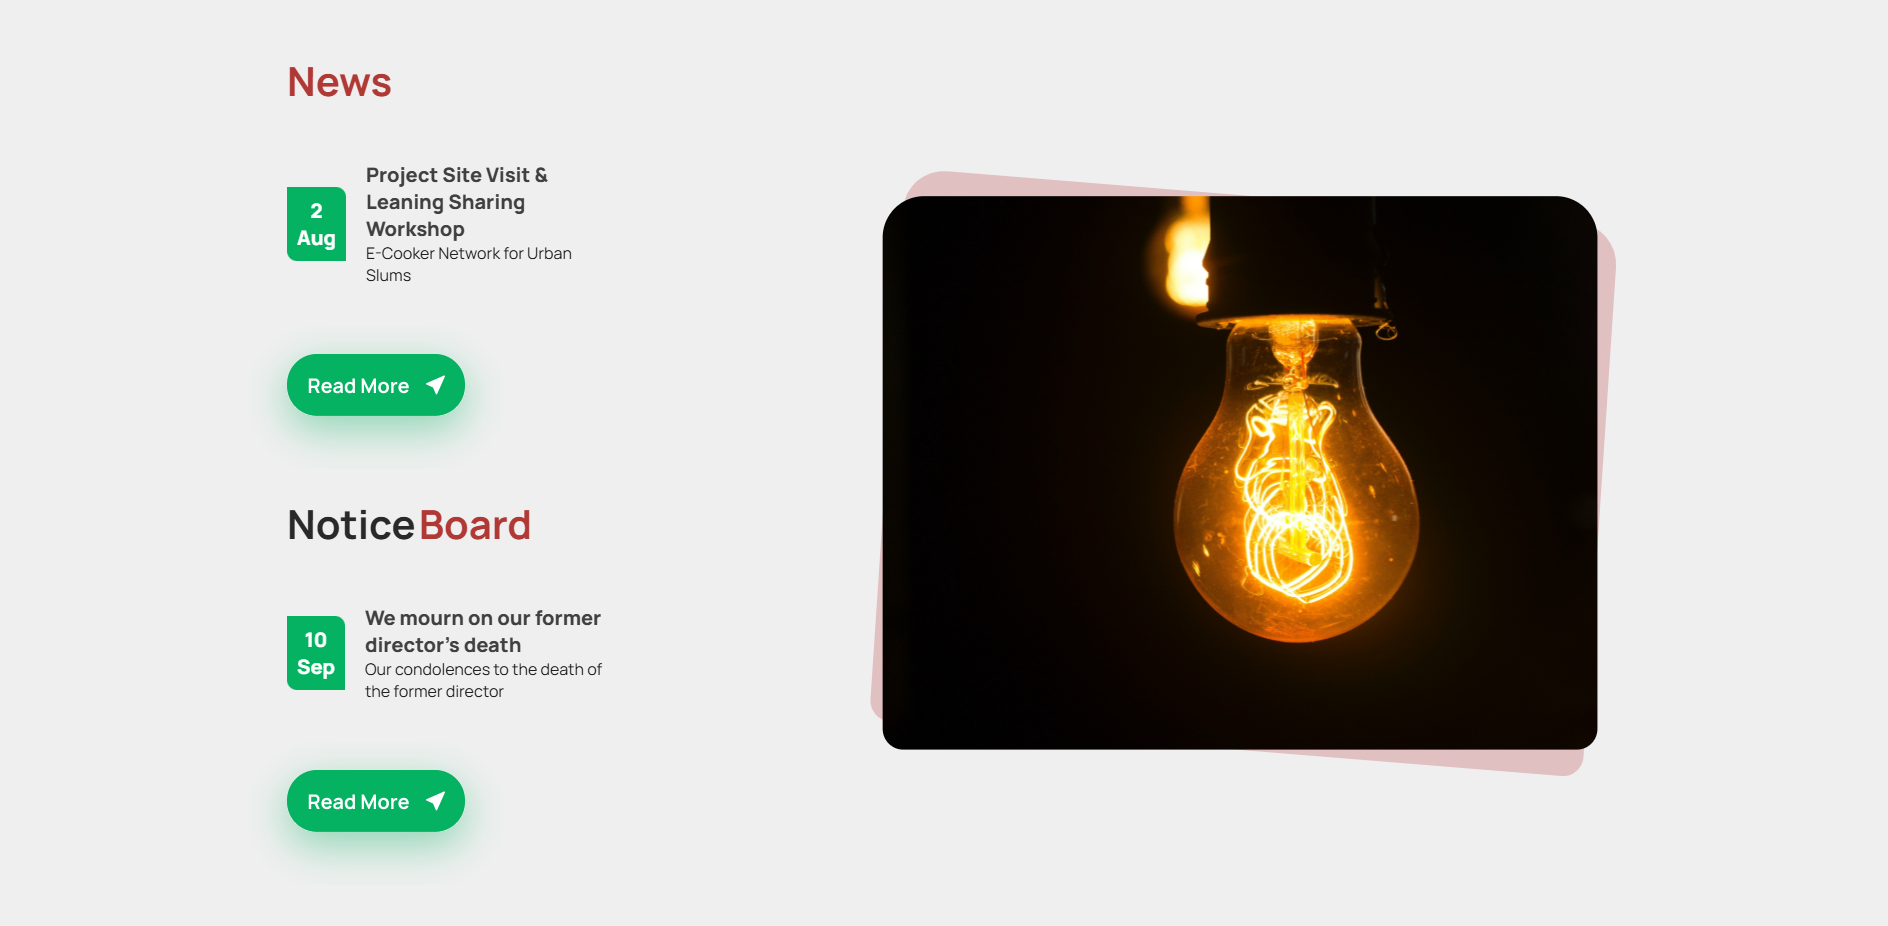 News
2
Aug
Project Site Visit &
Leaning Sharing
Workshop
E-Cooker Network for Urban
Slums
Read More
Notice Board
10
Sep
We mourn on our former
director's death
Our condolences to the death of
the former director
Read More